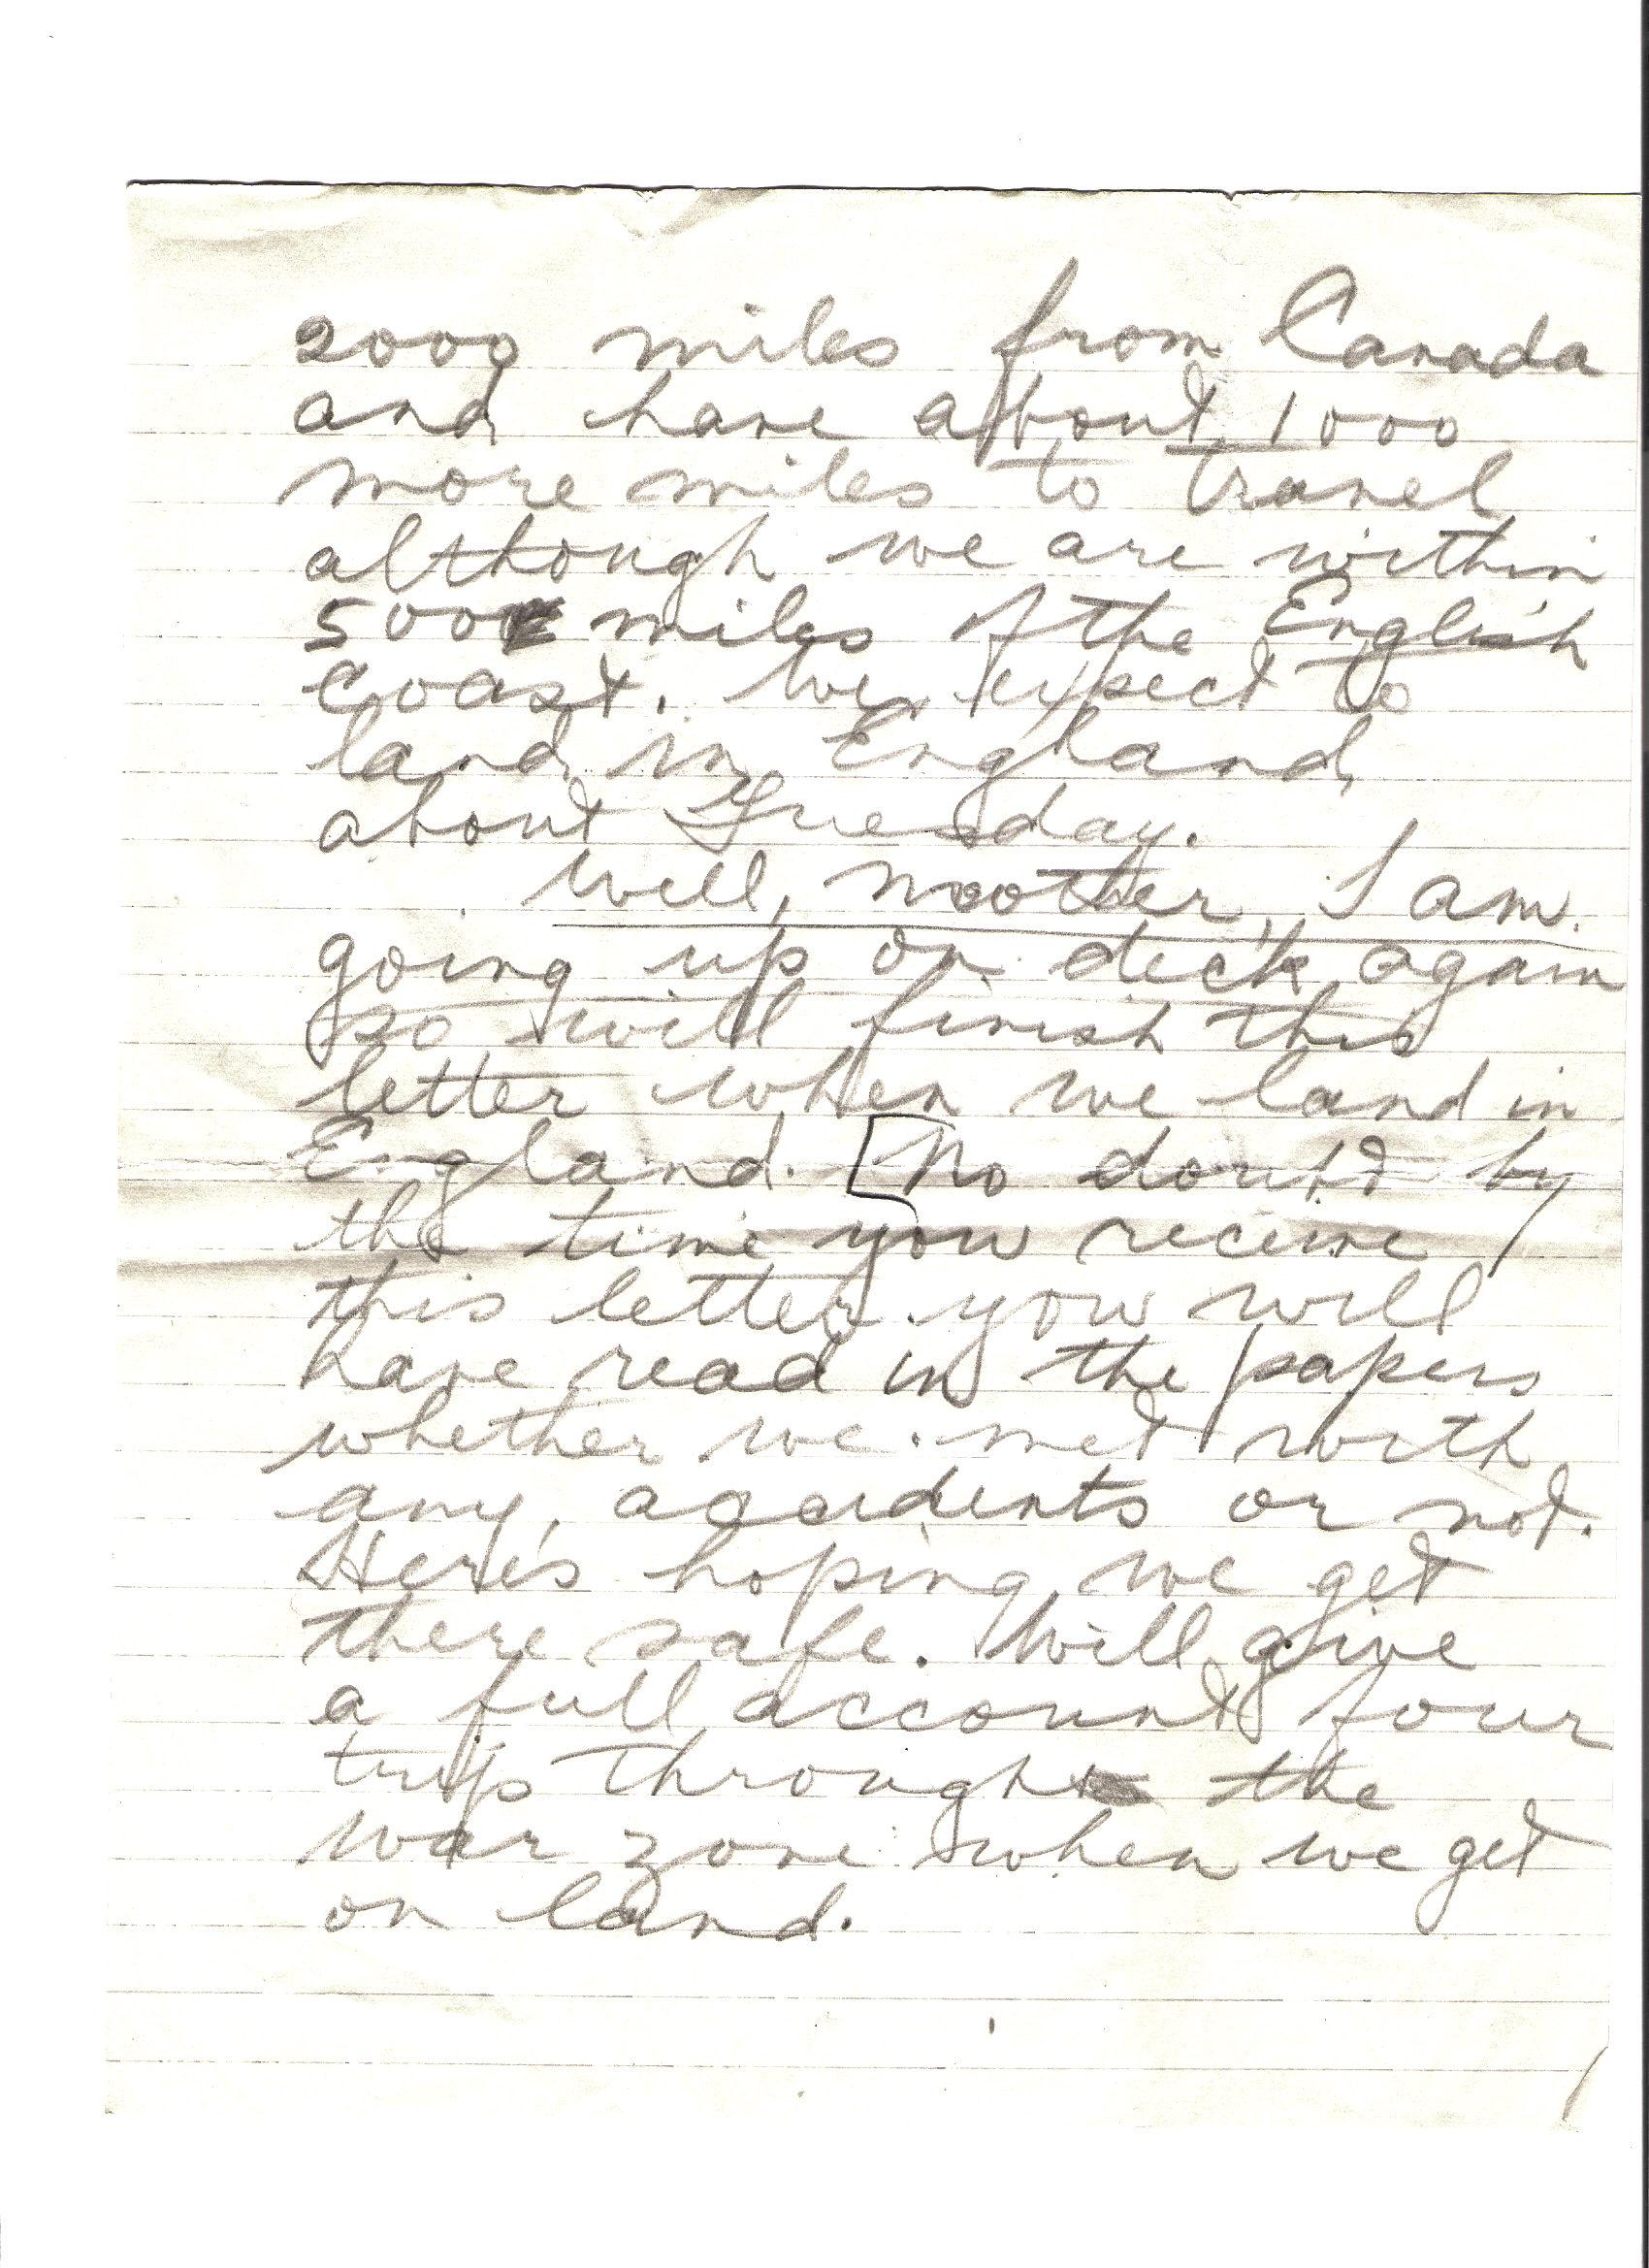 2000 miles from Canada
and have about 1000
more miles to travel
although we are within
500 miles of the English
Coast. We expect to
land in England
about Tuesday.
Well, mother, I am
going up on deck again
so will finish this
letter when we land in
England. [No doubt by
the time you receive
this letter you will
have read in the papers
whether we met with
any accidents or not.
Here's hoping we get
there safe. Will give
a full account of our
trip through the
war zone when we get
on land.